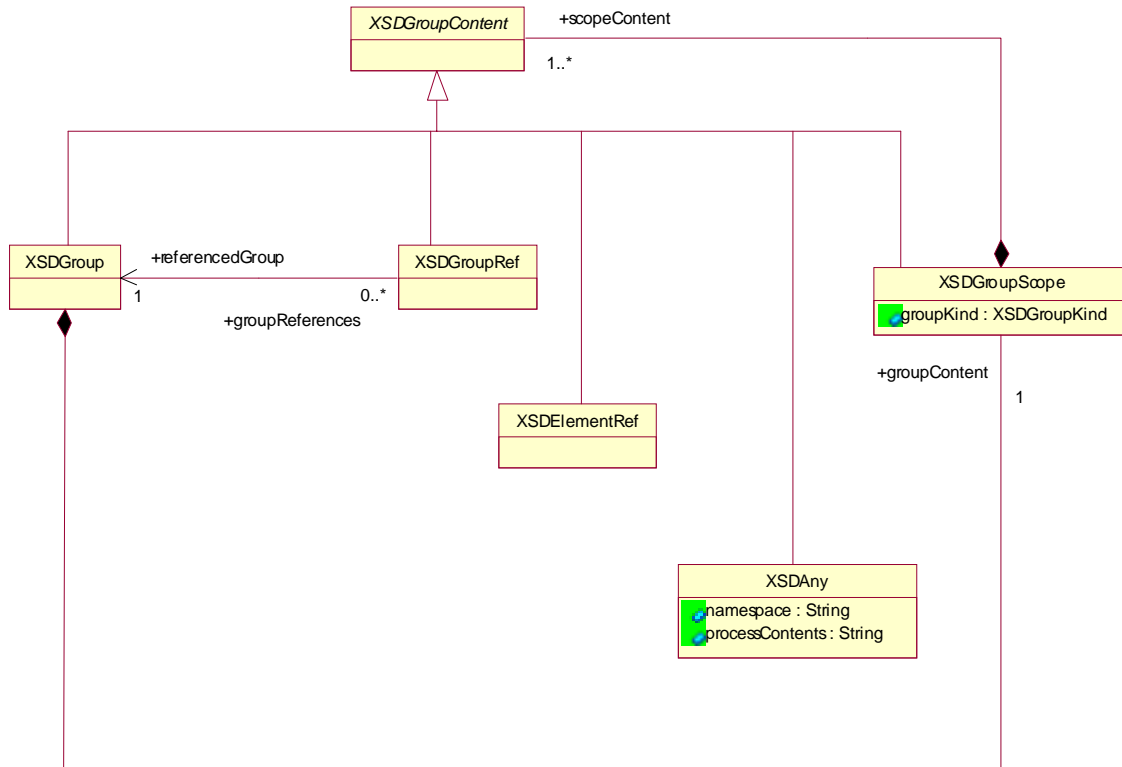 XSDGroupContent
+scopeContent
1..*
XSDGroup
+referencedGroup
1
0..*
+groupReferences
XSDGroupRef
XSDGroupScope
groupKind : XSDGroupKind
+groupContent
1
XSDElementRef
XSDAny
namespace : String
processContents : String